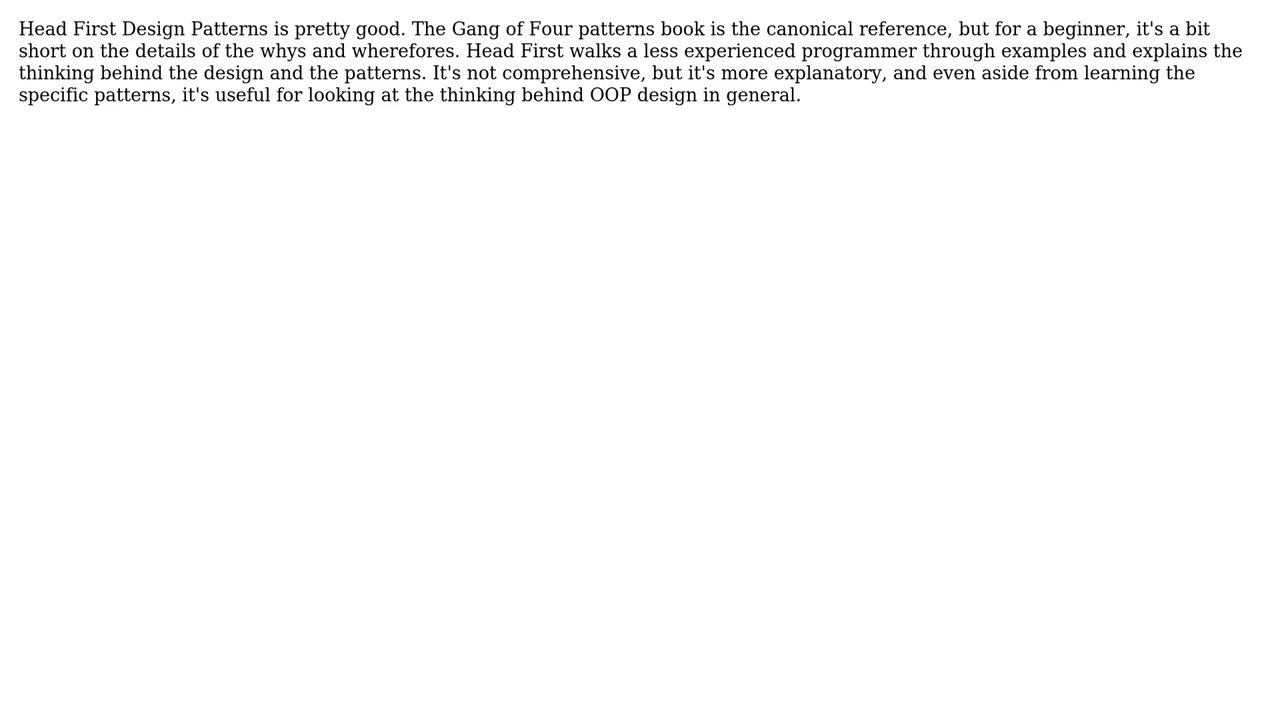 Head First Design Patterns is pretty good. The Gang of Four patterns book is the canonical reference, but for a beginner, it's a bit
short on the details of the whys and wherefores. Head First walks a less experienced programmer through examples and explains the
thinking behind the design and the patterns. It's not comprehensive, but it's more explanatory, and even aside from learning the
specific patterns, it's useful for looking at the thinking behind OOP design in general.